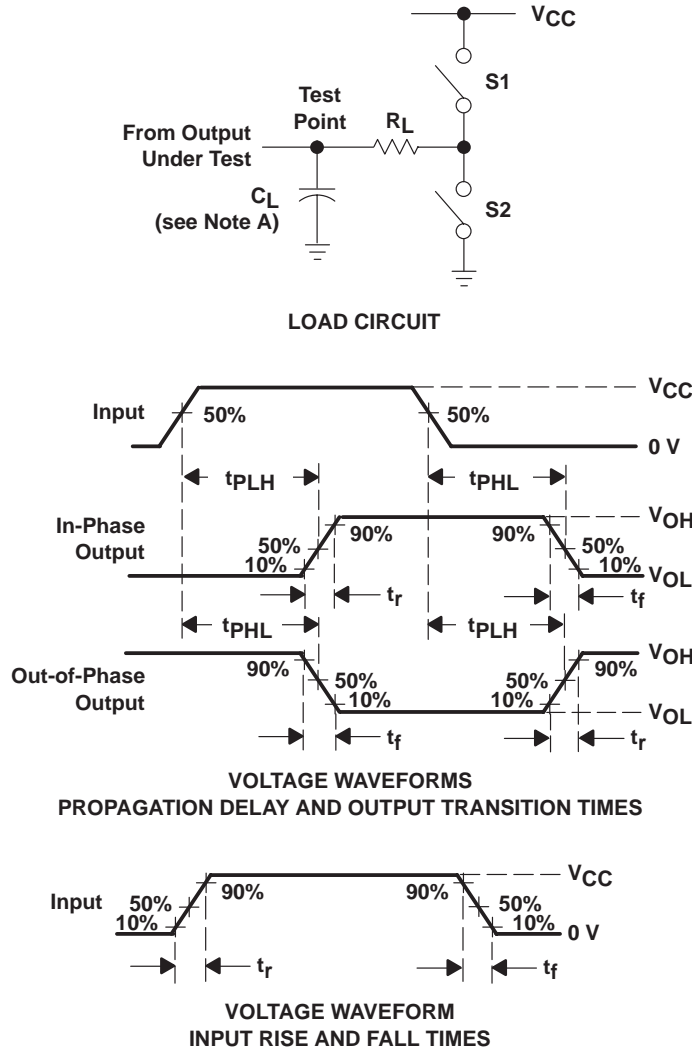 VCC
S1
Test
Point
RL
From Output
Under Test
CL
(see Note A)
S2
LOAD CIRCUIT
Input
50%
50%
VCC
0 V
tPLH
tPHL
In-Phase
Output
50%
10%
90%
90%
50%
10%
VOH
VOL
tr
tf
tPHL
tPLH
Out-of-Phase
Output
90%
50%
10%
50%
10%
90%
VOH
VOL
tf
tr
VOLTAGE WAVEFORMS
PROPAGATION DELAY AND OUTPUT TRANSITION TIMES
Input
50%
10%
90%
90%
50%
10%
VCC
0 V
tr
tf
VOLTAGE WAVEFORM
INPUT RISE AND FALL TIMES